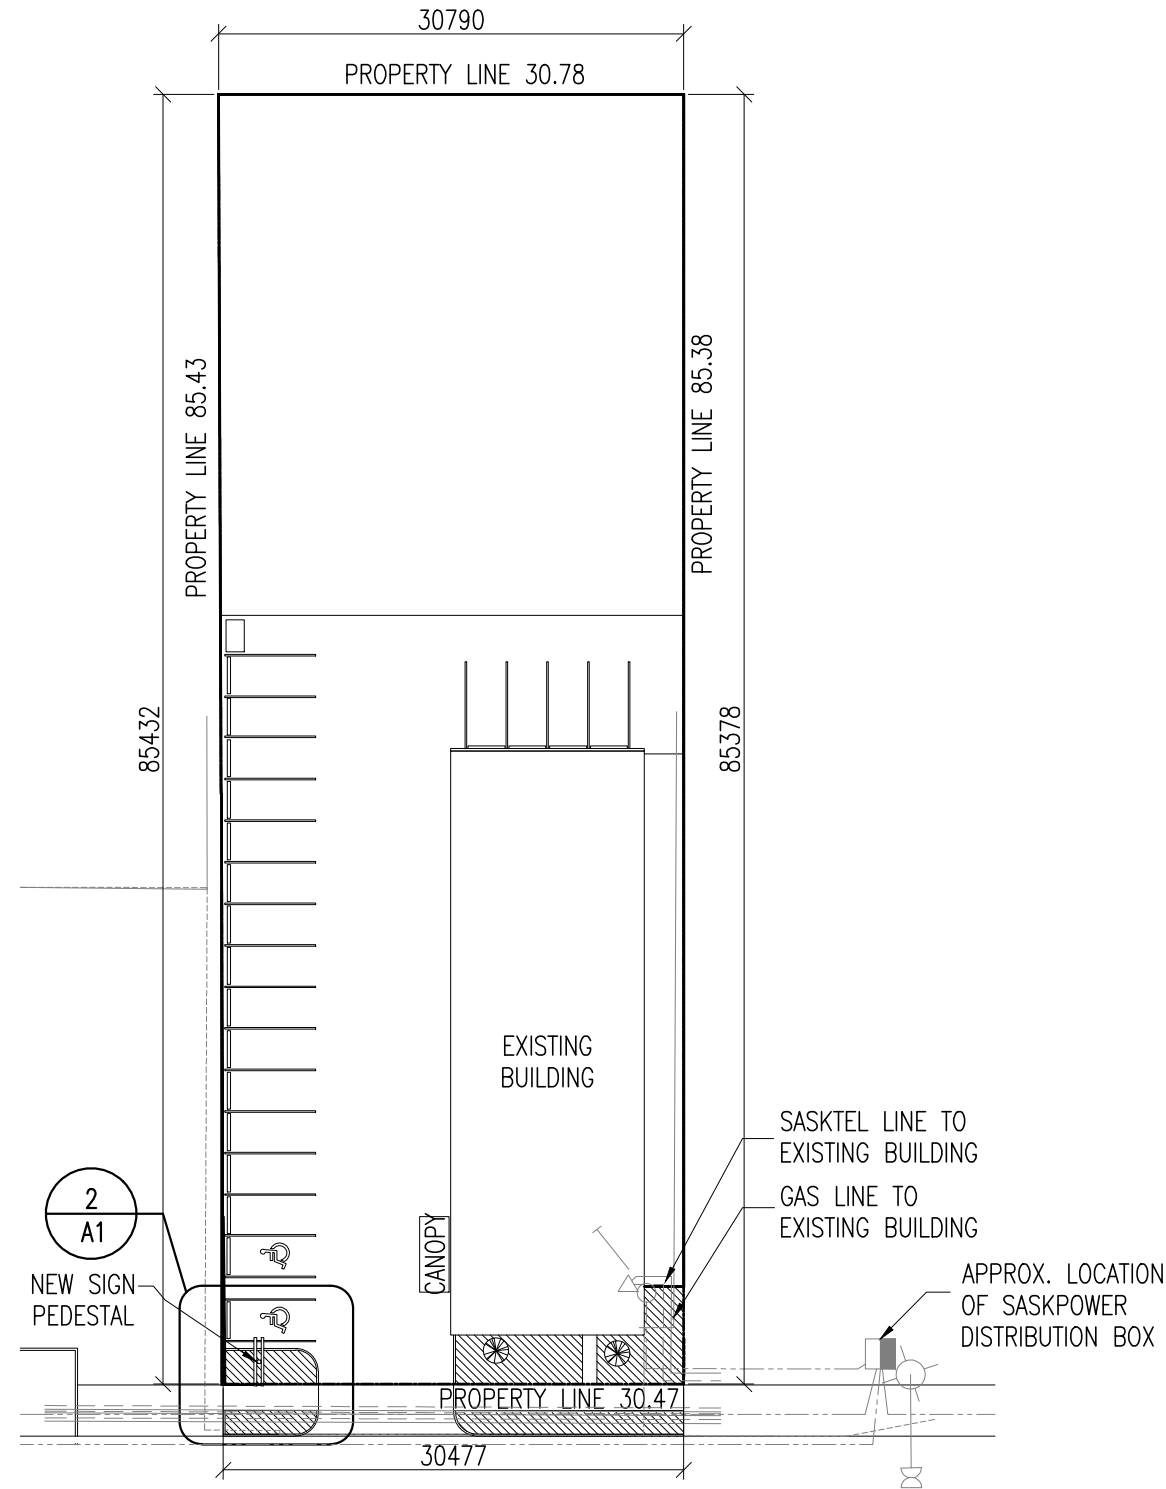 30790
PROPERTY LINE 30.78
PROPERTY LINE 85.43
PROPERTY LINE 85.38
85432
85378
EXISTING
BUILDING
SASKTEL LINE TO
EXISTING BUILDING
GAS LINE TO
EXISTING BUILDING
2
A1
CANOPY
NEW SIGN
PEDESTAL
APPROX. LOCATION
OF SASKPOWER
DISTRIBUTION BOX
PROPERTY LINE 30.47
30477